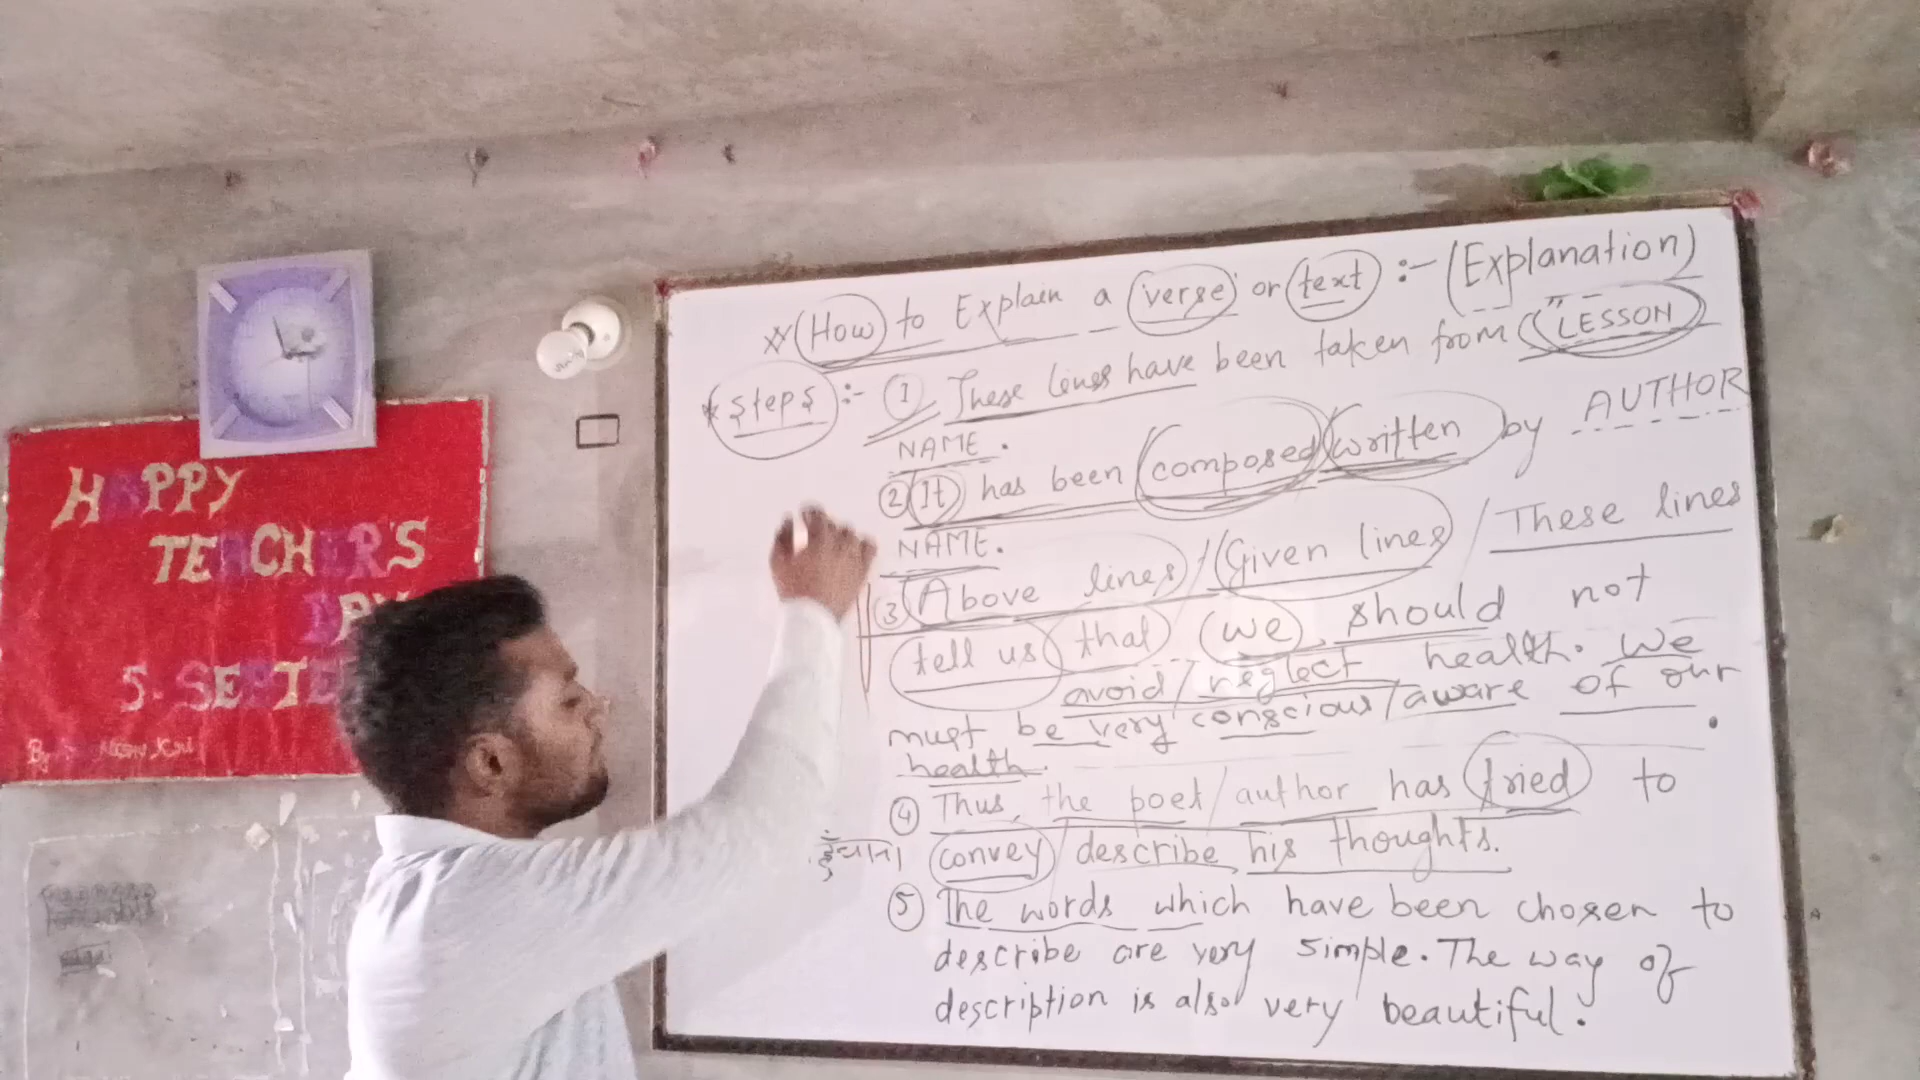 HAPPY
TEACHER'S
DAY
5-SEPTE
By :-
** How to Explain a verse or text :- (Explanation)
* Steps :- ① These lines have been taken from "LESSON
NAME.
② It has been composed written by AUTHOR
NAME.
③ Above lines / Given lines / These lines
tell us that we should not
avoid/neglect health. We
must be very conscious/aware of our
health.
④ Thus, the poet/author has tried to
convey/describe his thoughts.
⑤ The words which have been chosen to
describe are very simple. The way of
description is also very beautiful.